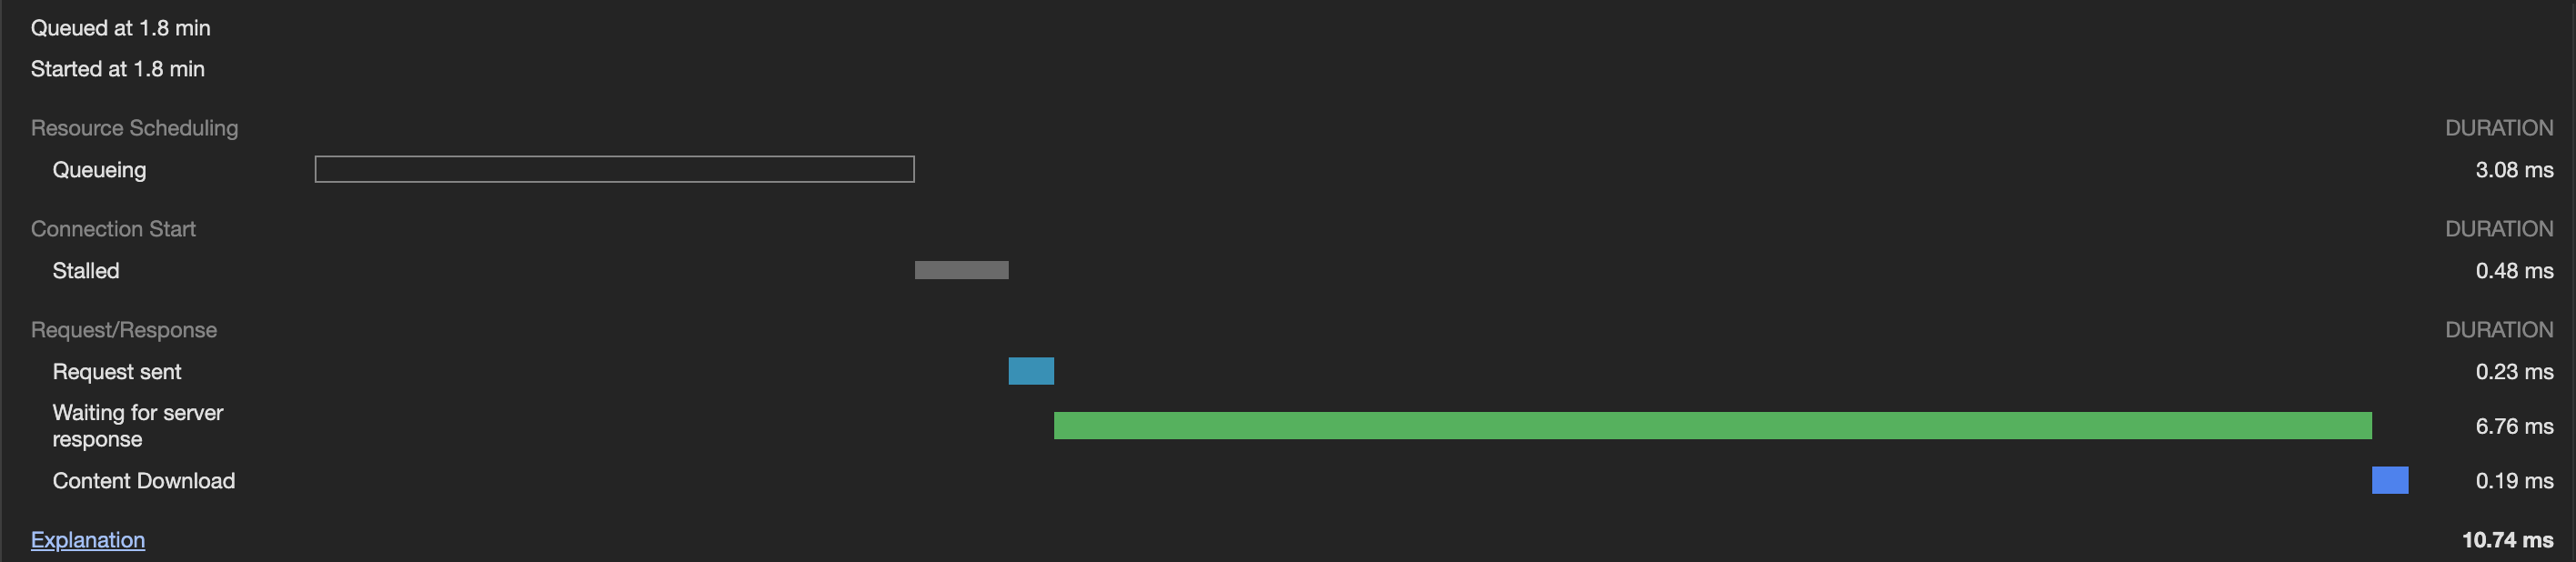 Queued at 1.8 min
Started at 1.8 min
Resource Scheduling DURATION
Queueing 3.08 ms
Connection Start DURATION
Stalled 0.48 ms
Request/Response DURATION
Request sent 0.23 ms
Waiting for server
response 6.76 ms
Content Download 0.19 ms
Explanation 10.74 ms